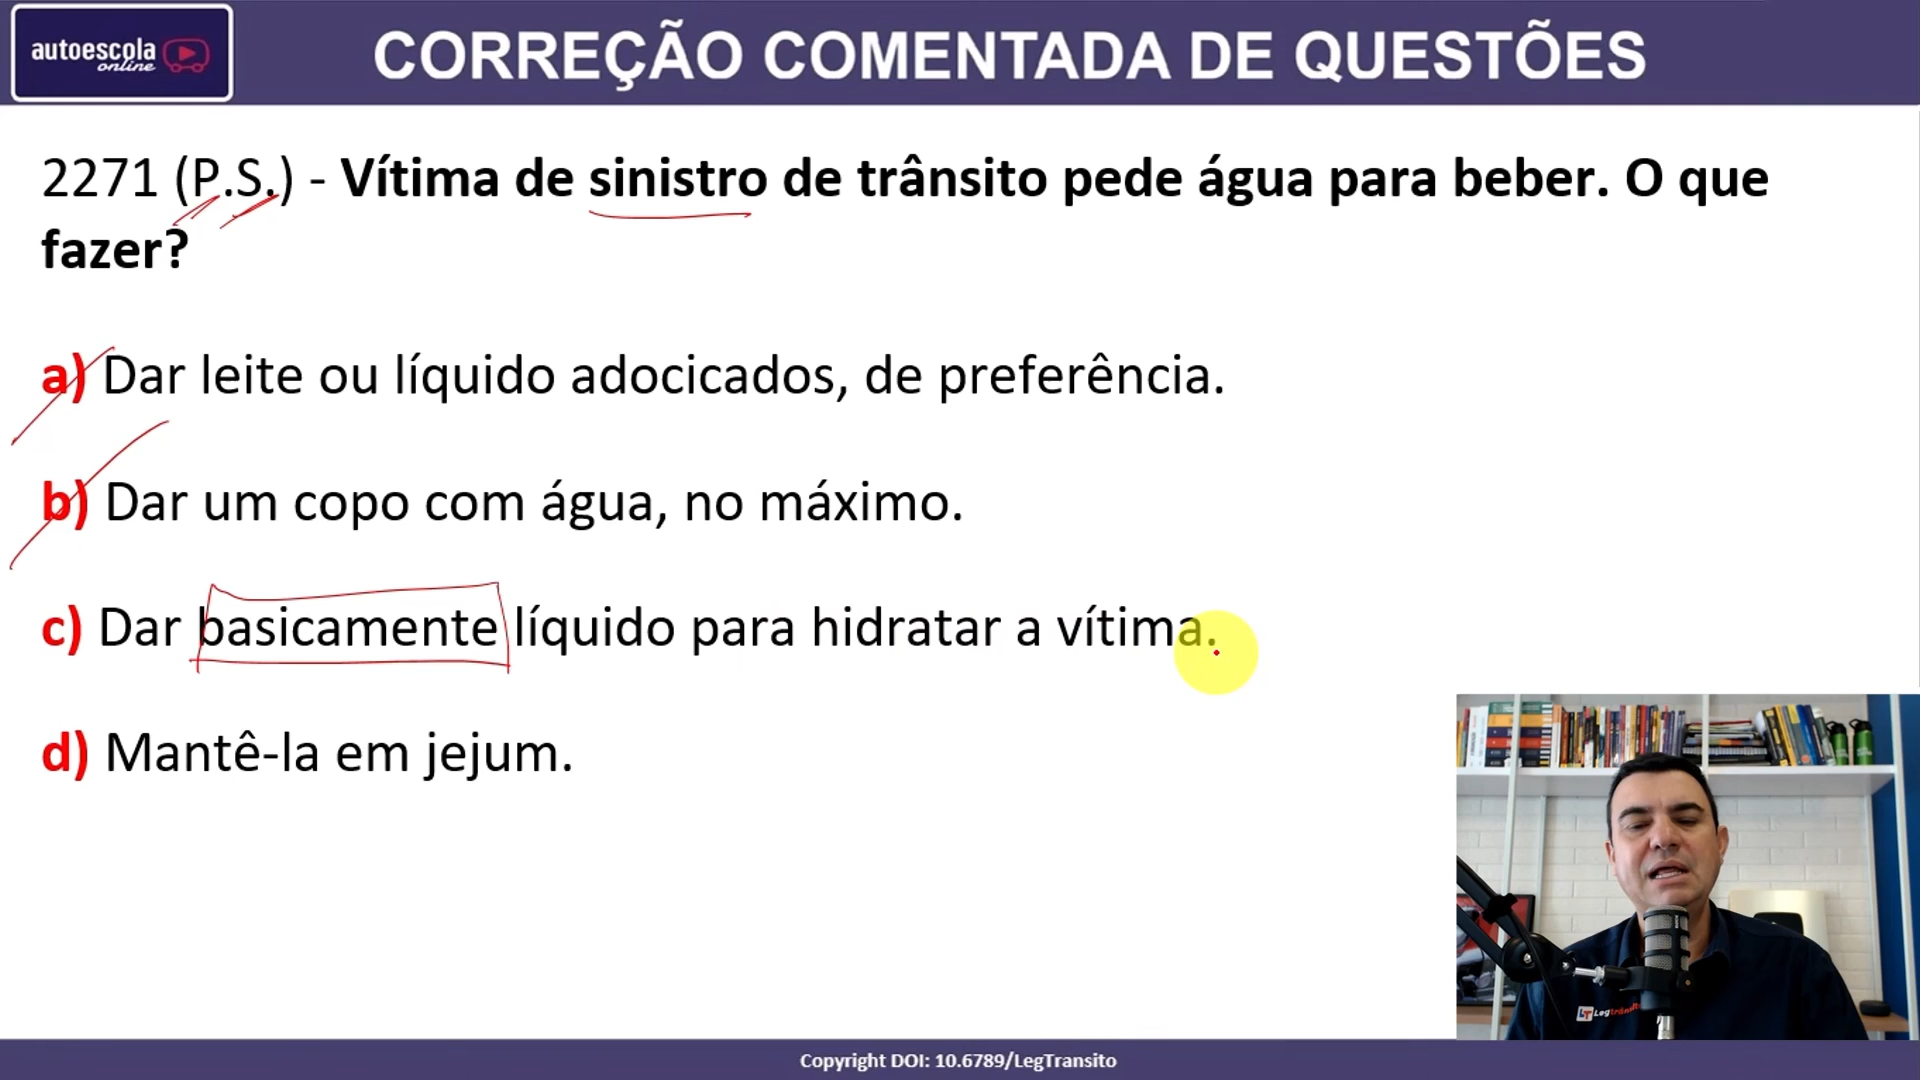 autoescola
online
CORREÇÃO COMENTADA DE QUESTÕES
2271 (P.S.) - Vítima de sinistro de trânsito pede água para beber. O que
fazer?
a) Dar leite ou líquido adocicados, de preferência.
b) Dar um copo com água, no máximo.
c) Dar basicamente líquido para hidratar a vítima.
d) Mantê-la em jejum.
LT Legtrânsito
Copyright DOI: 10.6789/LegTransito